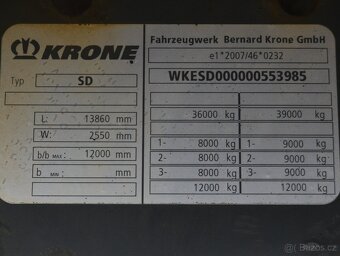 KRONE
Fahrzeugwerk Bernard Krone GmbH
e1*2007/46*0232
Typ SD
WKESD000000553985
L: 13860 mm
36000 kg 39000 kg
W: 2550 mm
b/b MAX: 12000 mm
1- 8000 kg 1- 9000 kg
2- 8000 kg 2- 9000 kg
b MIN: mm
3- 8000 kg 3- 9000 kg
12000 kg 12000 kg
Bazos.cz